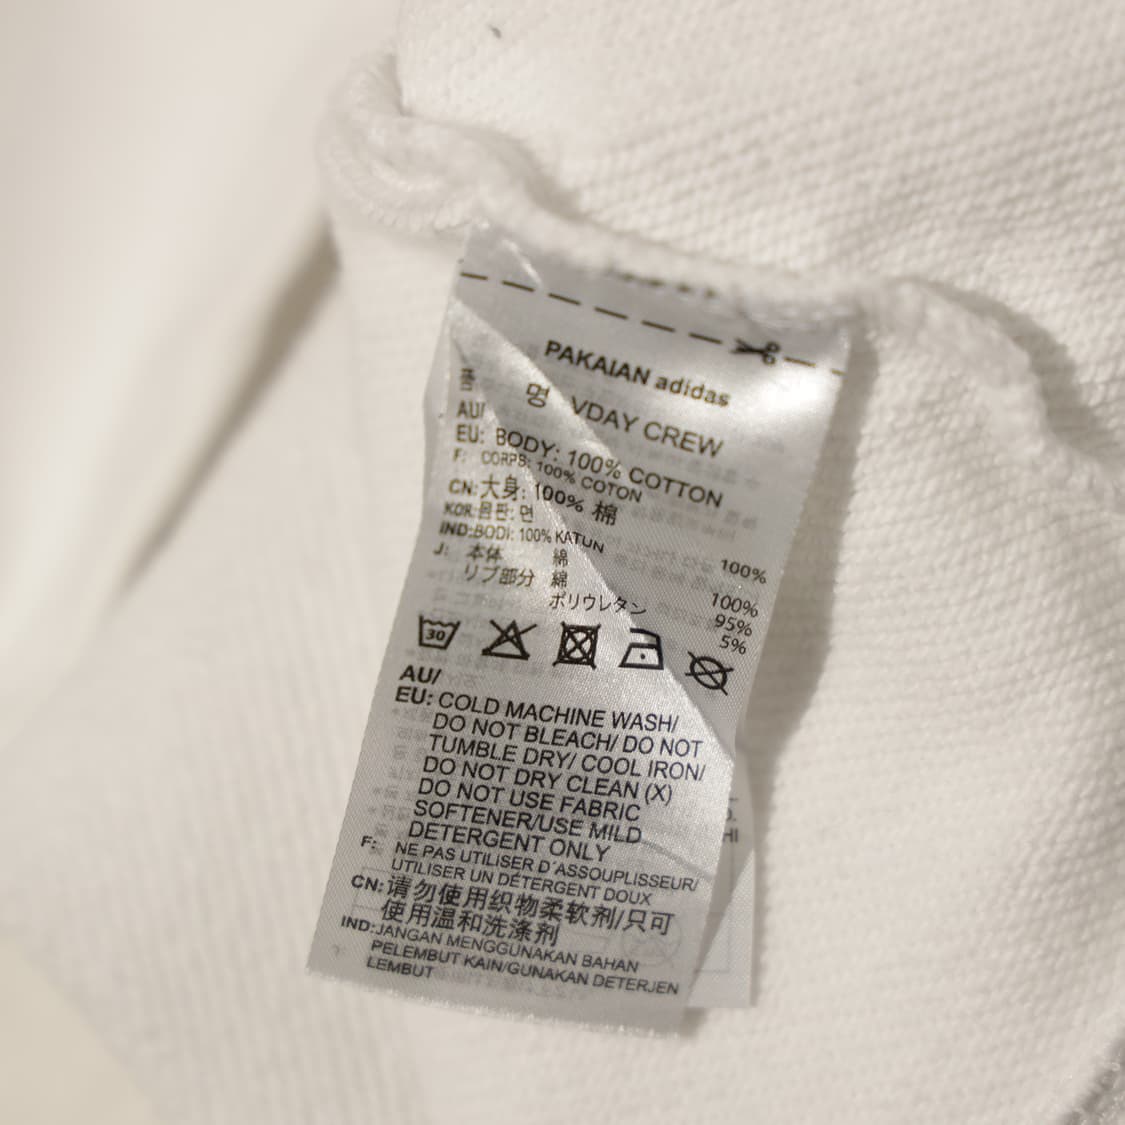 PAKAIAN adidas
품 명 VDAY CREW
AU/
EU: BODY: 100% COTTON
F: CORPS: 100% COTON
CN: 大身: 100% 棉
KOR: 몸판: 면 100%
IND: BODI: 100% KATUN
J: 本体 綿 100%
リブ部分 綿 95%
ポリウレタン 5%
30
AU/
EU: COLD MACHINE WASH/
DO NOT BLEACH/ DO NOT
TUMBLE DRY/ COOL IRON/
DO NOT DRY CLEAN (X)
DO NOT USE FABRIC
SOFTENER/USE MILD
DETERGENT ONLY
F: NE PAS UTILISER D'ASSOUPLISSEUR/
UTILISER UN DÉTERGENT DOUX
CN: 请勿使用织物柔软剂/只可
使用温和洗涤剂
IND: JANGAN MENGGUNAKAN BAHAN
PELEMBUT KAIN/GUNAKAN DETERJEN
LEMBUT